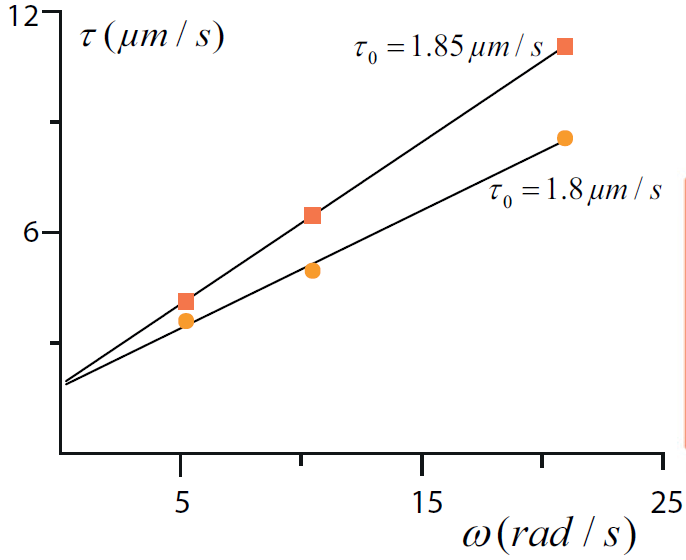 12
τ (μm / s)
τ₀ = 1.85 μm / s
τ₀ = 1.8 μm / s
6
5 15 25
ω (rad / s)